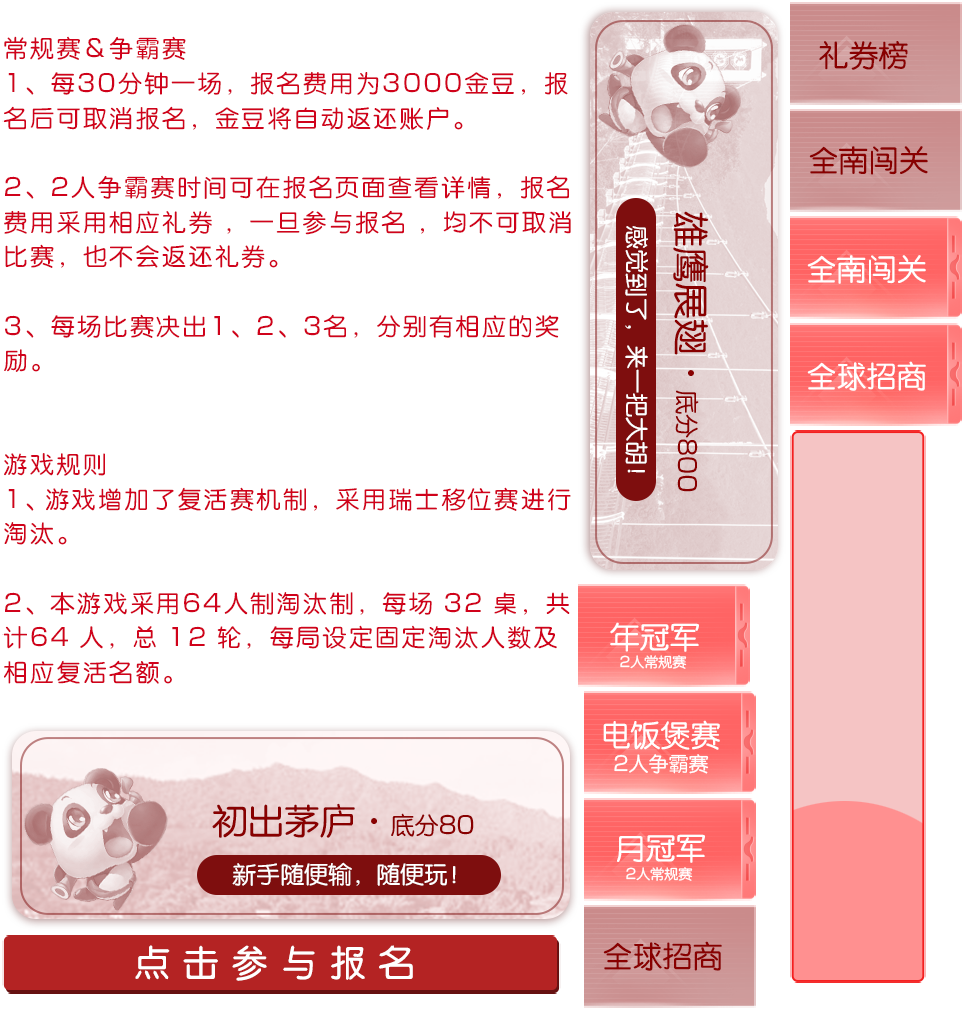 常规赛＆争霸赛
1、每30分钟一场，报名费用为3000金豆，报
名后可取消报名，金豆将自动返还账户。
2、2人争霸赛时间可在报名页面查看详情，报名
费用采用相应礼券 ，一旦参与报名 ，均不可取消
比赛，也不会返还礼券。
3、每场比赛决出1、2、3名，分别有相应的奖
励。
游戏规则
1、游戏增加了复活赛机制，采用瑞士移位赛进行
淘汰。
2、本游戏采用64人制淘汰制，每场 32 桌，共
计64 人，总 12 轮，每局设定固定淘汰人数及
相应复活名额。
初出茅庐·底分80
新手随便输，随便玩！
点击参与报名
雄鹰展翅·底分800
感觉到了，来一把大胡！
年冠军
2人常规赛
电饭煲赛
2人争霸赛
月冠军
2人常规赛
全球招商
礼券榜
全南闯关
全南闯关
全球招商